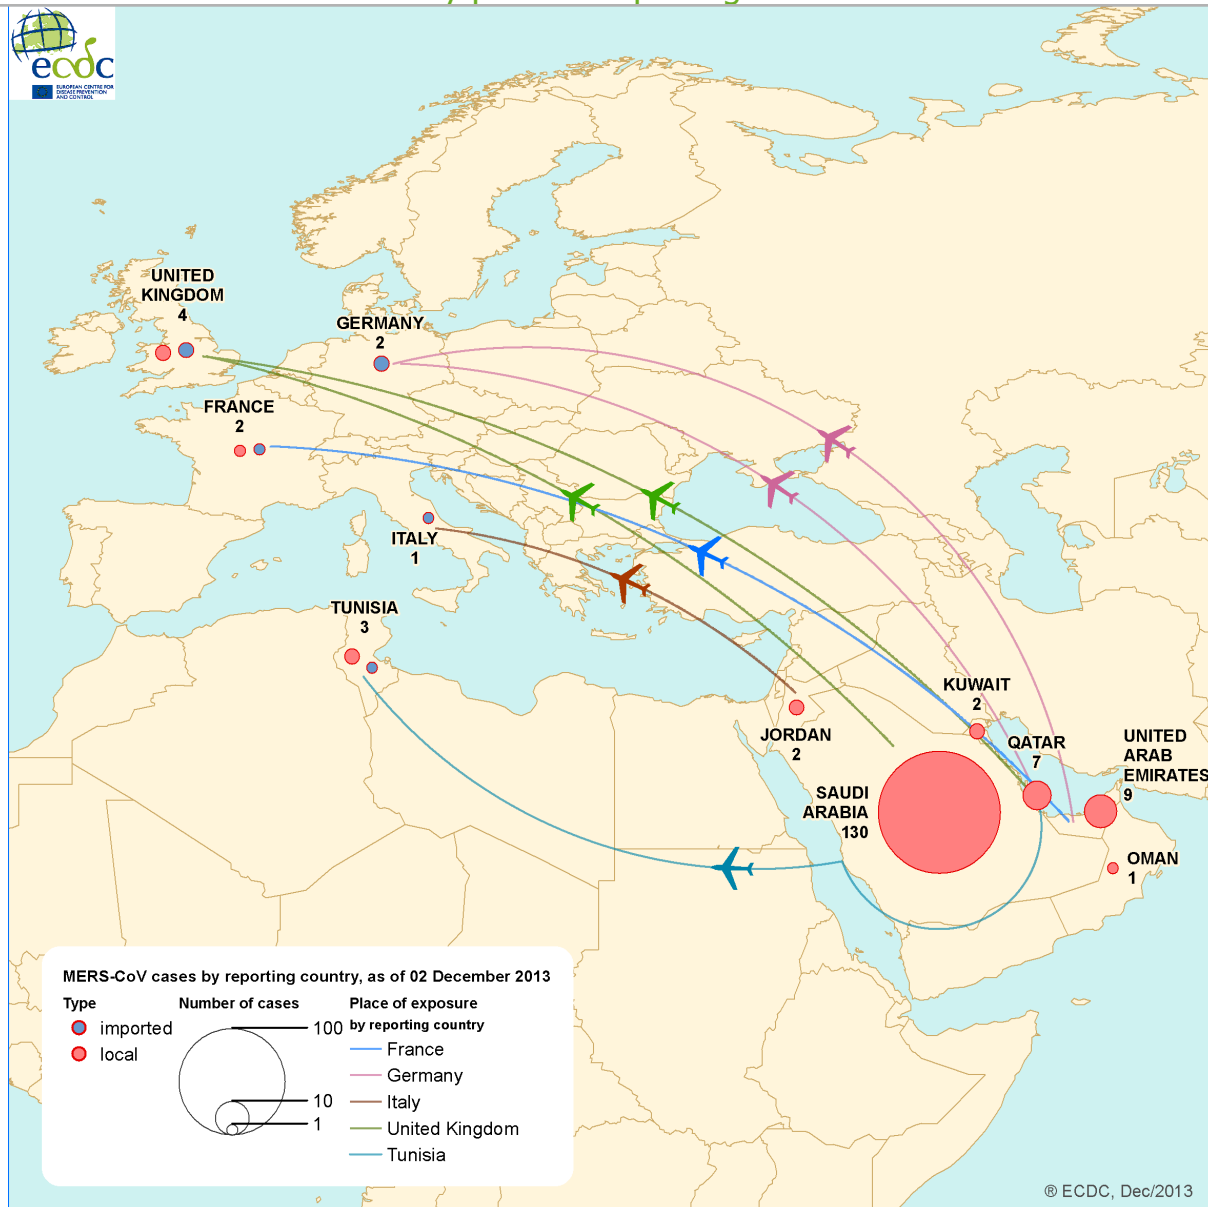 ecdc
EUROPEAN CENTRE FOR
DISEASE PREVENTION
AND CONTROL
UNITED
KINGDOM
4
GERMANY
2
FRANCE
2
ITALY
1
TUNISIA
3
KUWAIT
2
JORDAN
2
QATAR
7
UNITED
ARAB
EMIRATES
9
SAUDI
ARABIA
130
OMAN
1
MERS-CoV cases by reporting country, as of 02 December 2013
Type
imported
local
Number of cases
100
10
1
Place of exposure
by reporting country
France
Germany
Italy
United Kingdom
Tunisia
® ECDC, Dec/2013